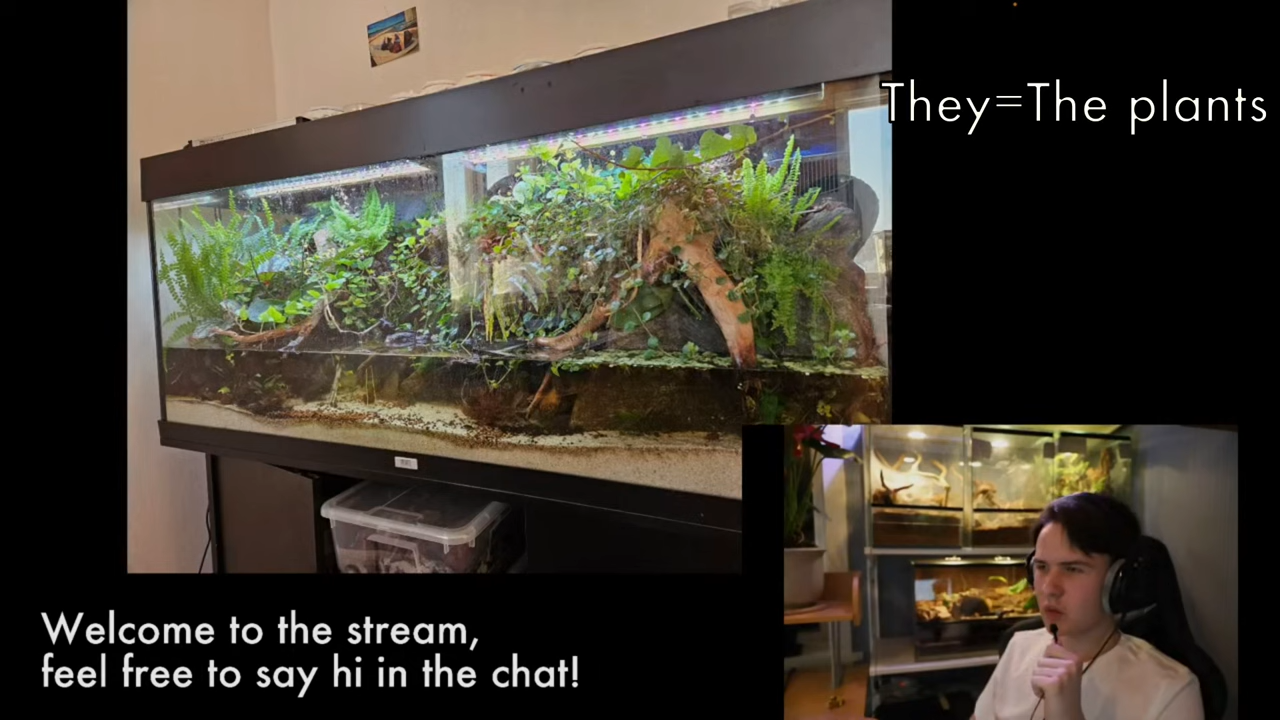 They=The plants
Welcome to the stream,
feel free to say hi in the chat!